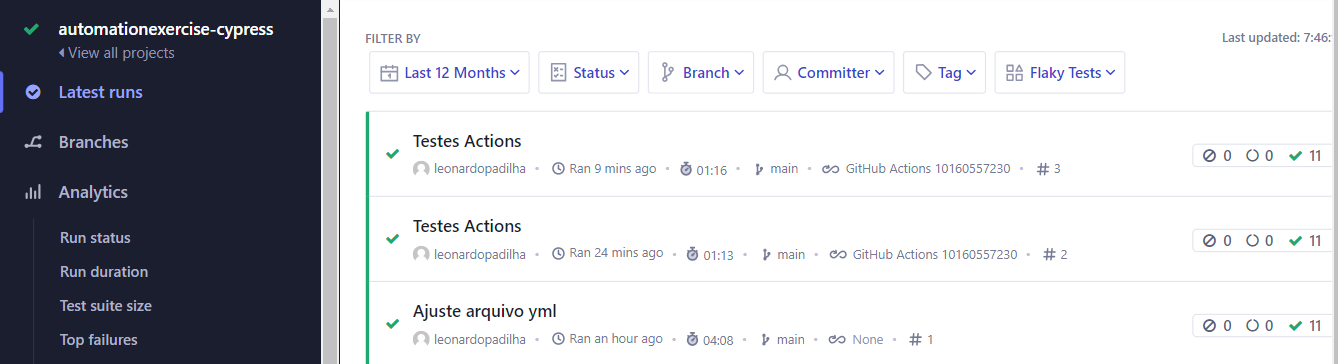 automationexercise-cypress
View all projects
Latest runs
Branches
Analytics
Run status
Run duration
Test suite size
Top failures
FILTER BY
Last updated: 7:46:
Last 12 Months
Status
Branch
Committer
Tag
Flaky Tests
Testes Actions
leonardopadilha • Ran 9 mins ago • 01:16 • main • GitHub Actions 10160557230 • # 3
0 0 11
Testes Actions
leonardopadilha • Ran 24 mins ago • 01:13 • main • GitHub Actions 10160557230 • # 2
0 0 11
Ajuste arquivo yml
leonardopadilha • Ran an hour ago • 04:08 • main • None • # 1
0 0 11